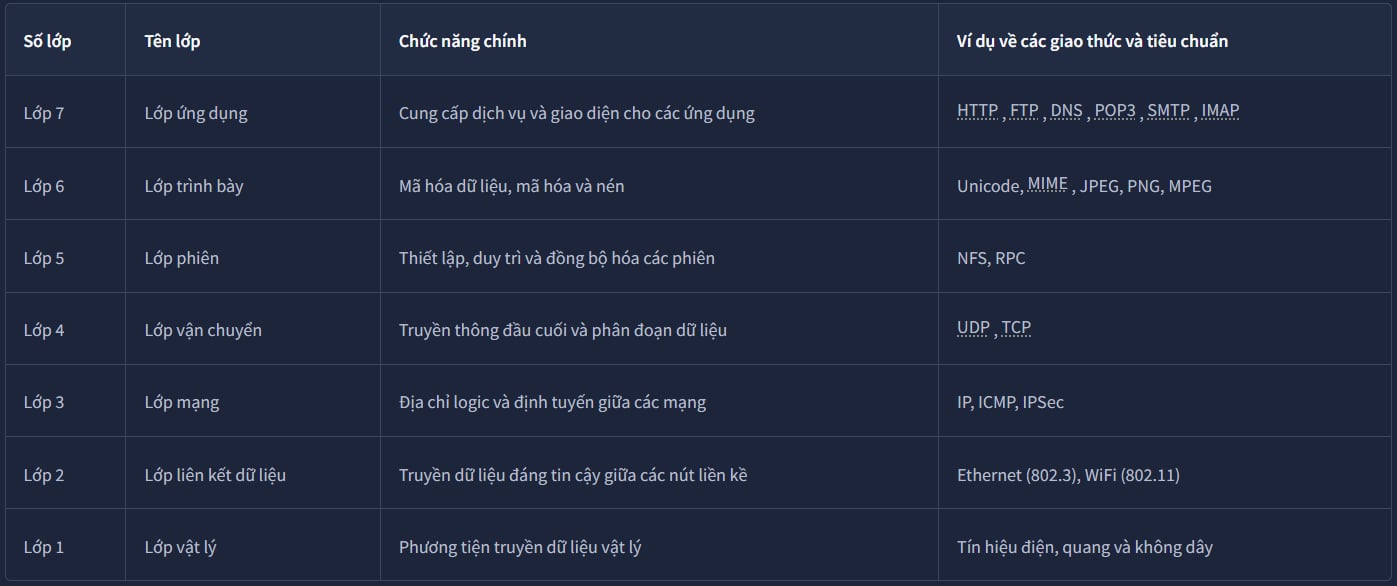 Số lớp Tên lớp Chức năng chính Ví dụ về các giao thức và tiêu chuẩn
Lớp 7 Lớp ứng dụng Cung cấp dịch vụ và giao diện cho các ứng dụng HTTP , FTP , DNS , POP3 , SMTP , IMAP
Lớp 6 Lớp trình bày Mã hóa dữ liệu, mã hóa và nén Unicode, MIME , JPEG, PNG, MPEG
Lớp 5 Lớp phiên Thiết lập, duy trì và đồng bộ hóa các phiên NFS, RPC
Lớp 4 Lớp vận chuyển Truyền thông đầu cuối và phân đoạn dữ liệu UDP , TCP
Lớp 3 Lớp mạng Địa chỉ logic và định tuyến giữa các mạng IP, ICMP, IPSec
Lớp 2 Lớp liên kết dữ liệu Truyền dữ liệu đáng tin cậy giữa các nút liền kề Ethernet (802.3), WiFi (802.11)
Lớp 1 Lớp vật lý Phương tiện truyền dữ liệu vật lý Tín hiệu điện, quang và không dây